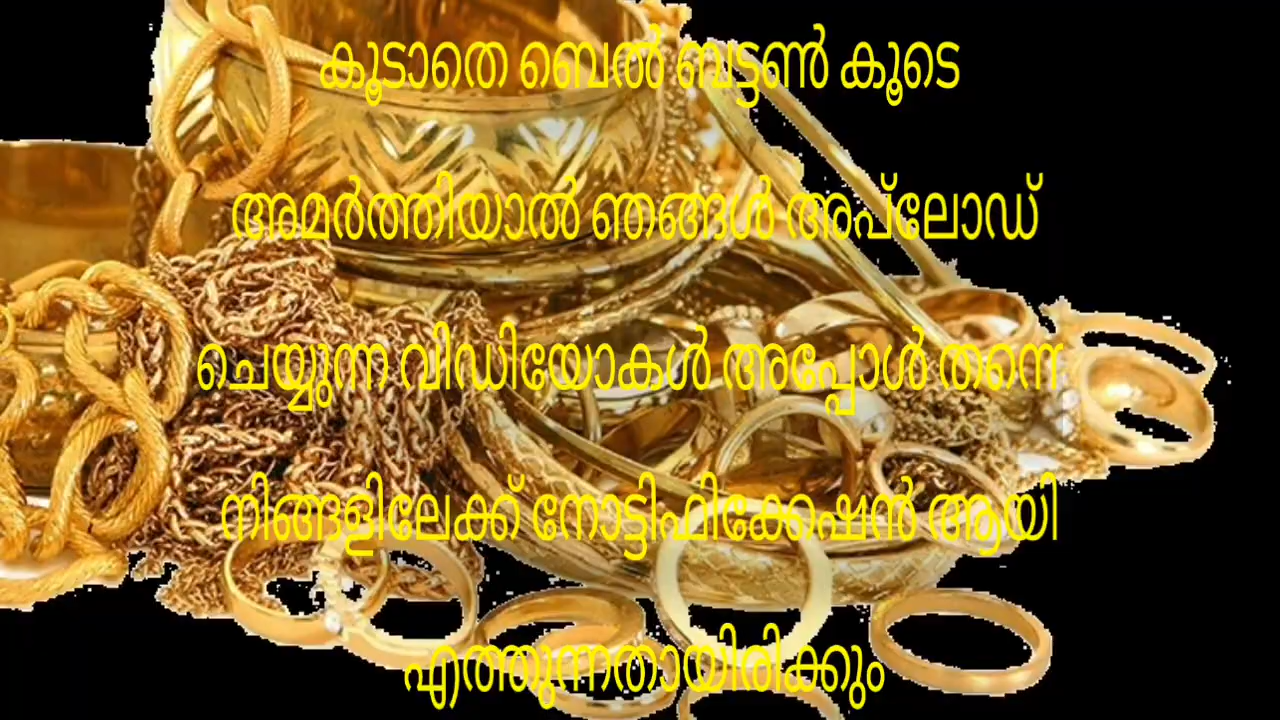 കൂടാതെ ബെൽ ബട്ടൺ കൂടെ
അമർത്തിയാൽ ഞങ്ങൾ അപ്ലോഡ്
ചെയ്യുന്ന വിഡിയോകൾ അപ്പോൾ തന്നെ
നിങ്ങളിലേക്ക് നോട്ടിഫിക്കേഷൻ ആയി
എത്തുന്നതായിരിക്കും